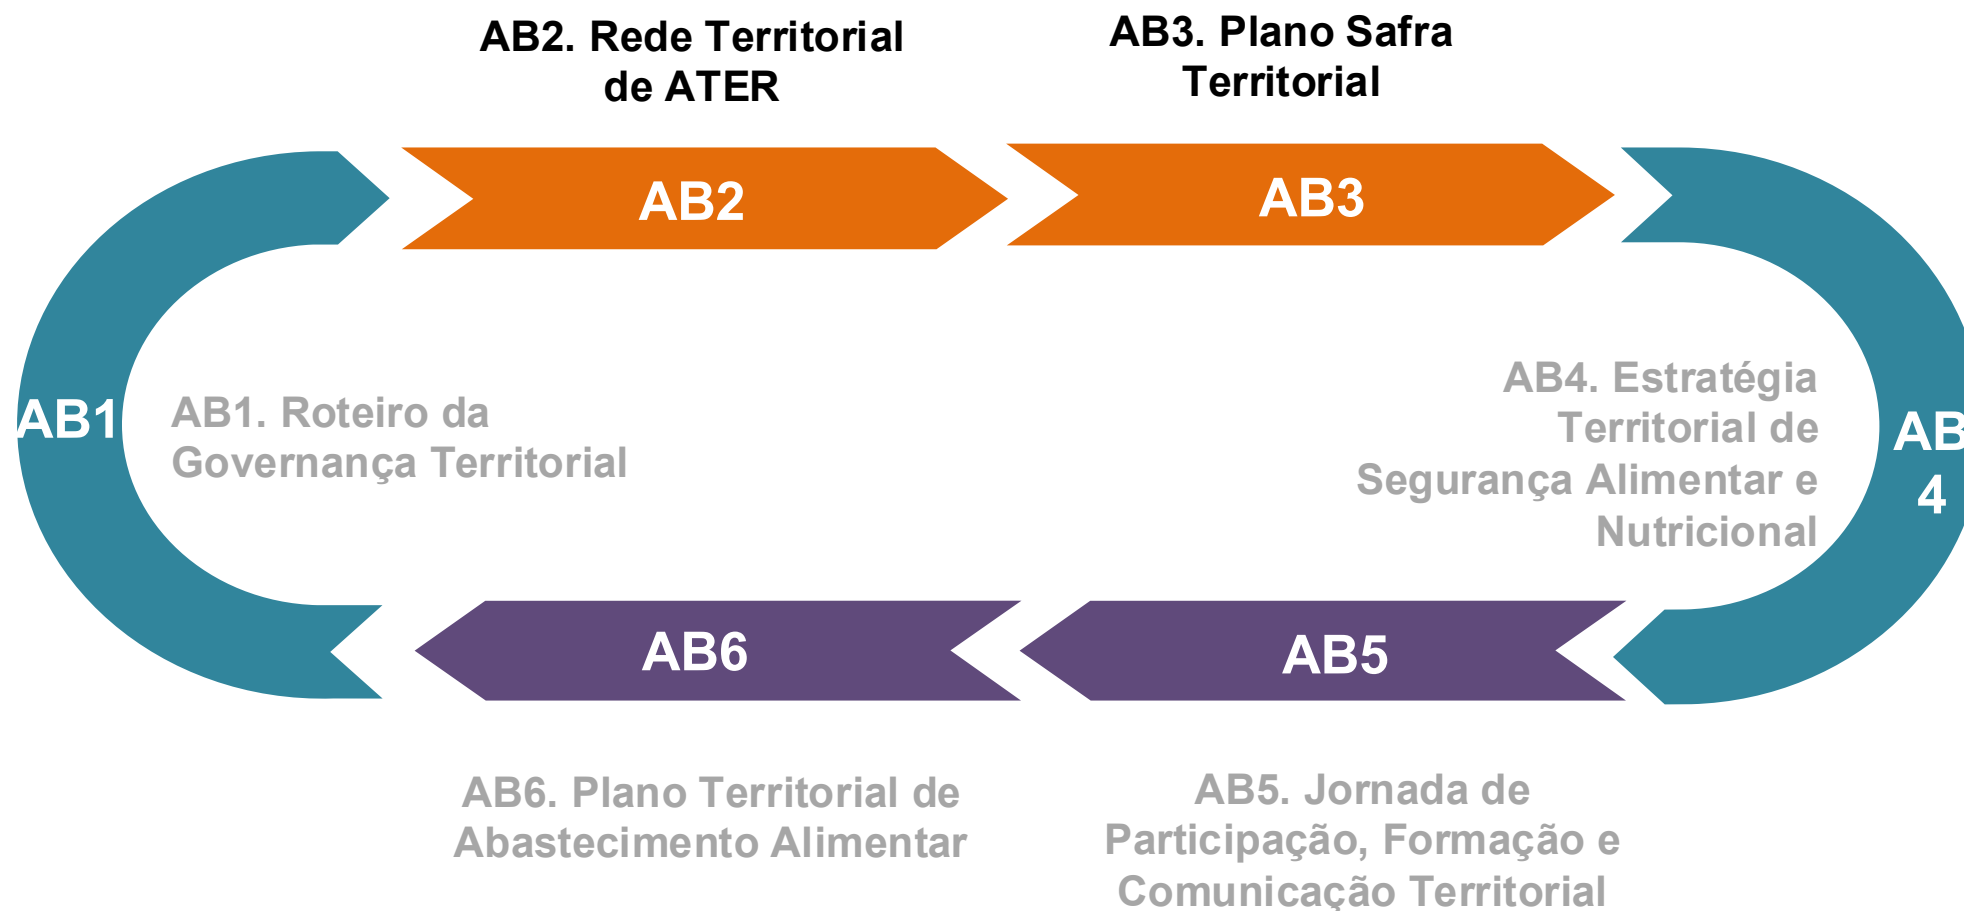 AB2. Rede Territorial
de ATER
AB3. Plano Safra
Territorial
AB2
AB3
AB1
AB1. Roteiro da
Governança Territorial
AB4. Estratégia
Territorial de
Segurança Alimentar e
Nutricional
AB
4
AB6
AB5
AB6. Plano Territorial de
Abastecimento Alimentar
AB5. Jornada de
Participação, Formação e
Comunicação Territorial